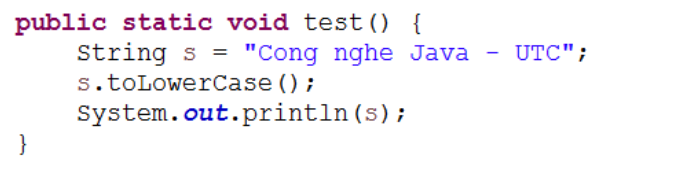 public static void test() {
    String s = "Cong nghe Java - UTC";
    s.toLowerCase();
    System.out.println(s);
}